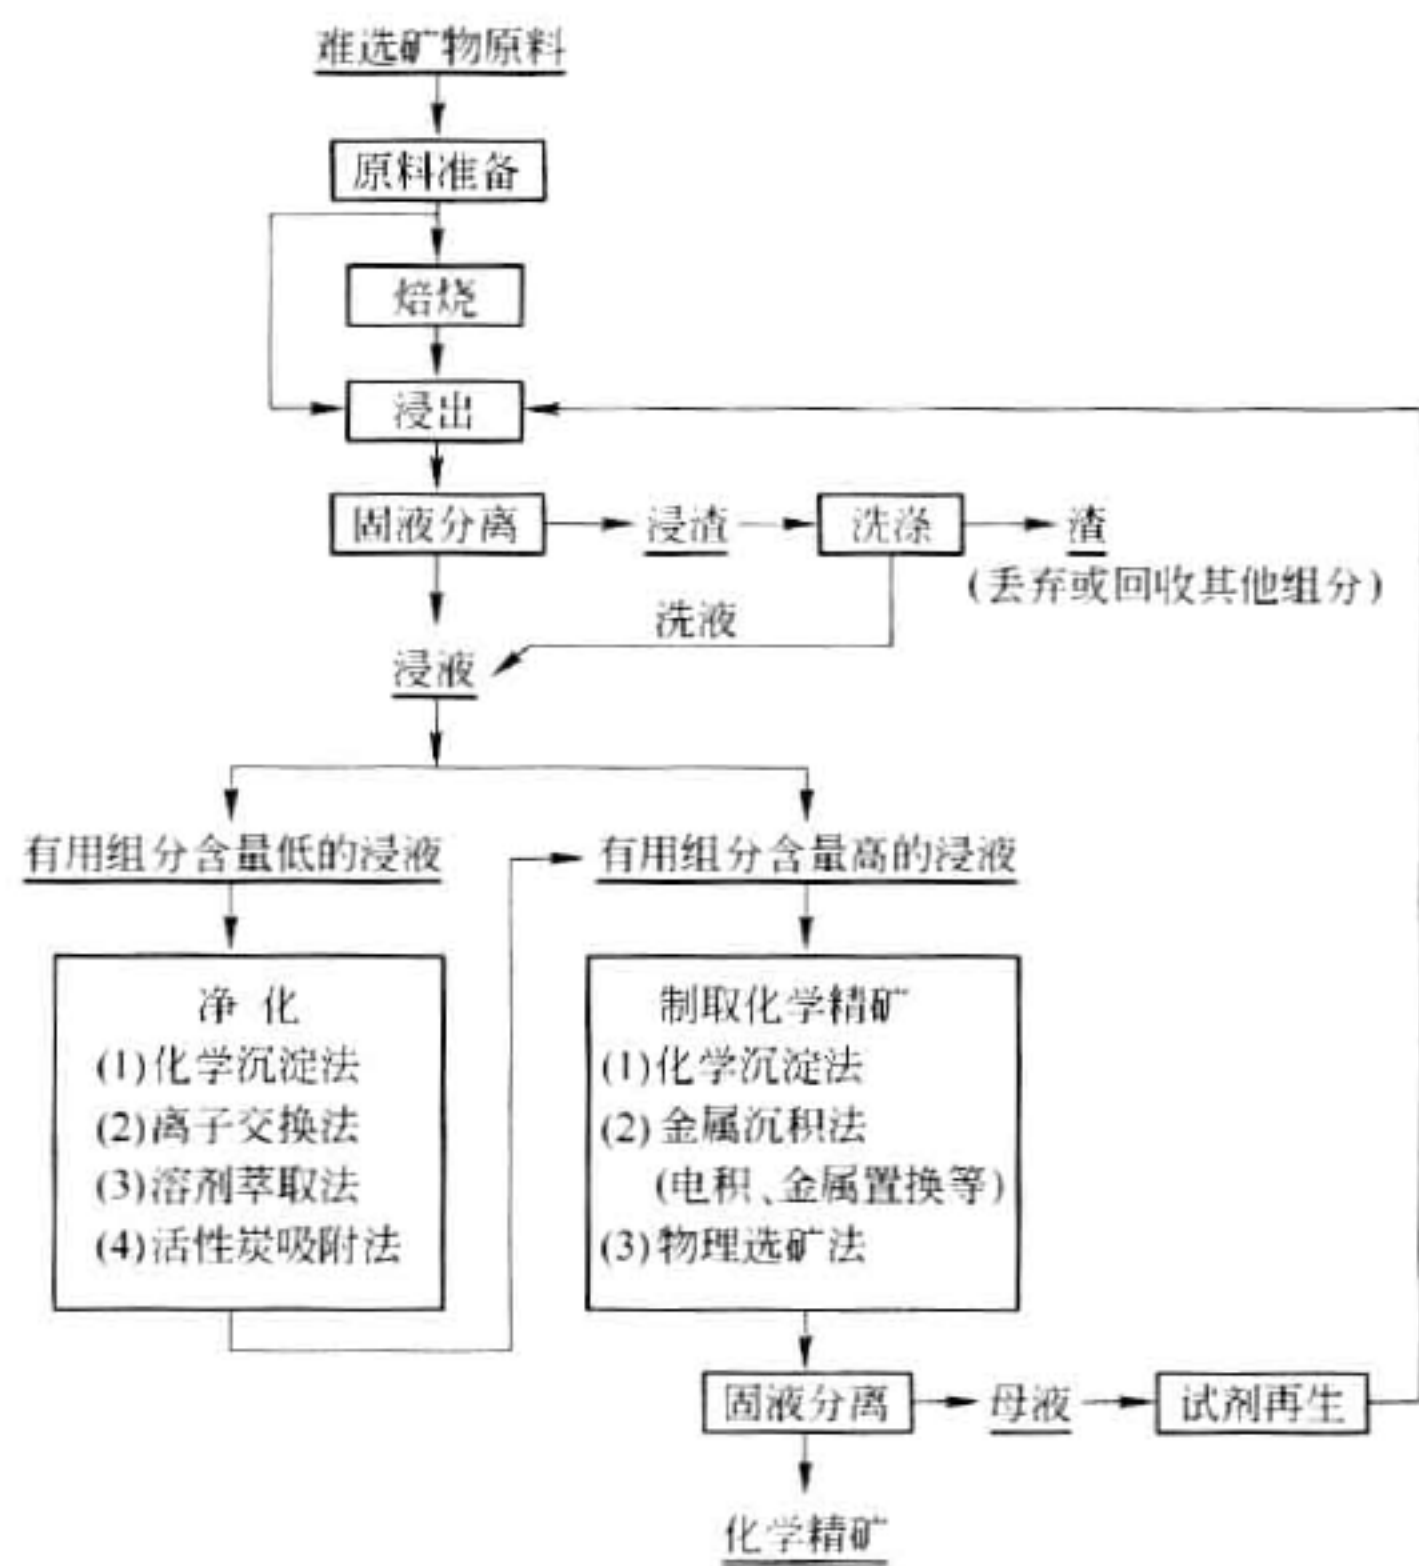 难选矿物原料
原料准备
焙烧
浸出
固液分离
浸渣
洗涤
渣
(丢弃或回收其他组分)
洗液
浸液
有用组分含量低的浸液
有用组分含量高的浸液
净化
(1)化学沉淀法
(2)离子交换法
(3)溶剂萃取法
(4)活性炭吸附法
制取化学精矿
(1)化学沉淀法
(2)金属沉积法
(电积、金属置换等)
(3)物理选矿法
固液分离
母液
试剂再生
化学精矿